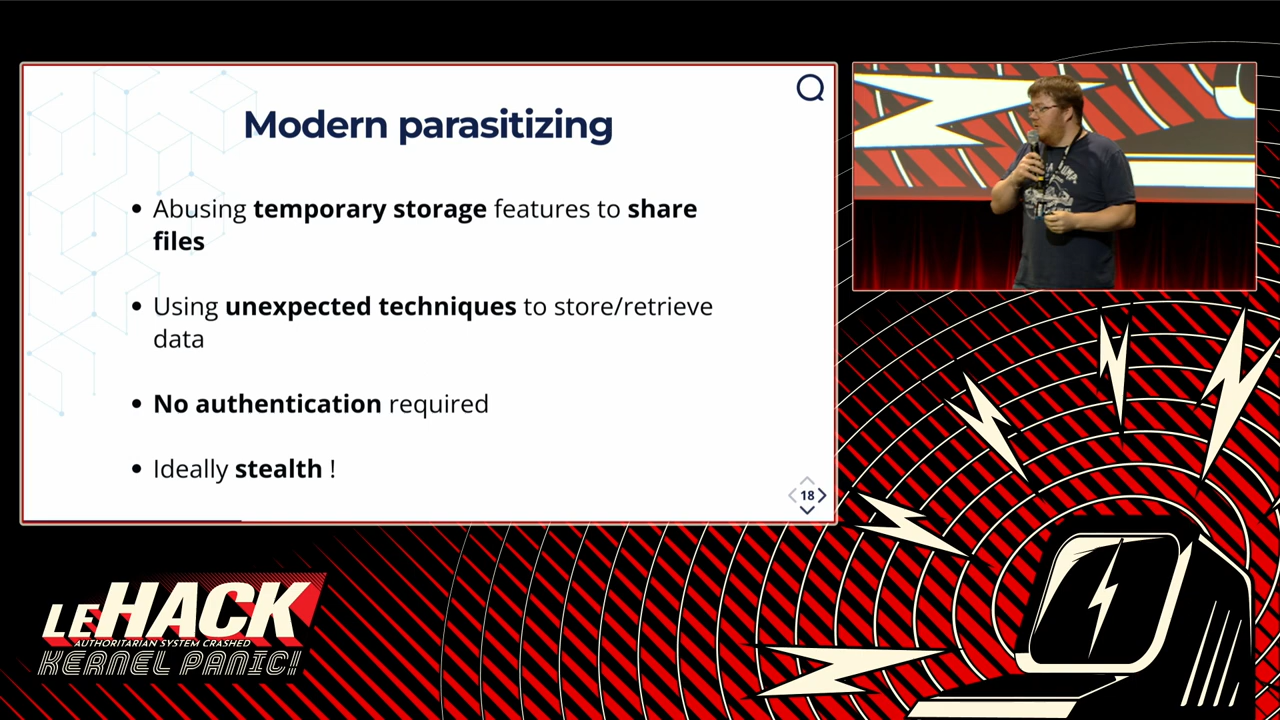 Modern parasitizing
• Abusing temporary storage features to share
files
• Using unexpected techniques to store/retrieve
data
• No authentication required
• Ideally stealth !
18
LEHACK
AUTHORITARIAN SYSTEM CRASHED
KERNEL PANIC!